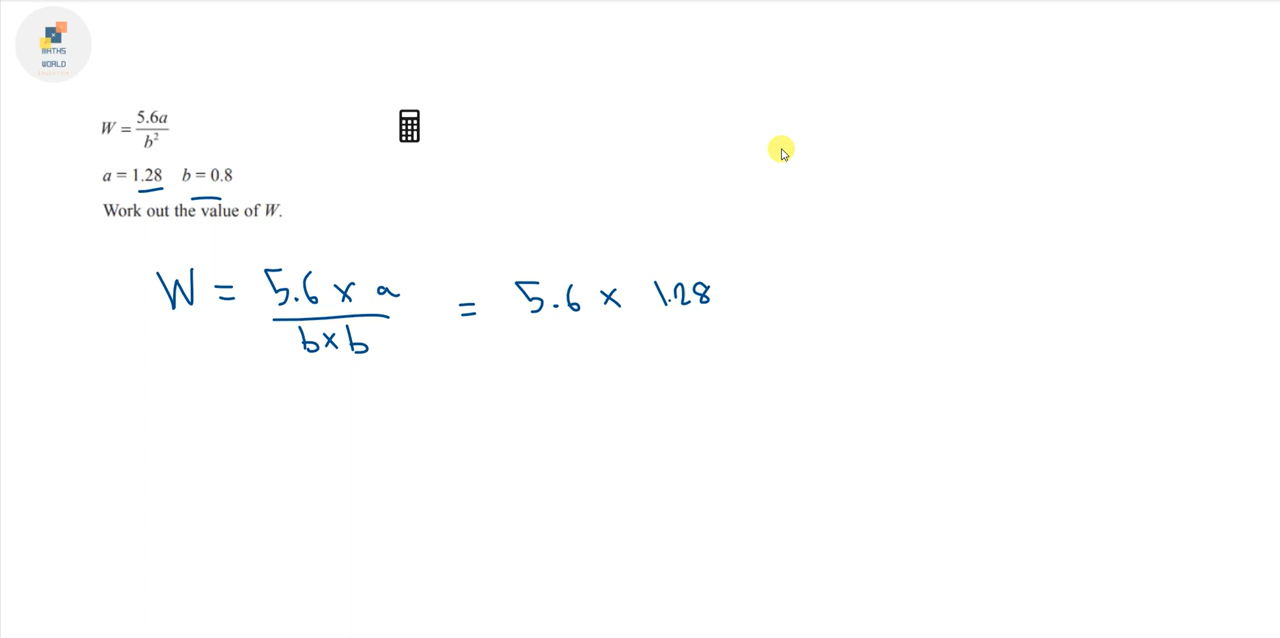 MATHS
WORLD
EDUCATION
W = 5.6a / b²
a = 1.28 b = 0.8
Work out the value of W.
W = 5.6 × a / b × b = 5.6 × 1.28